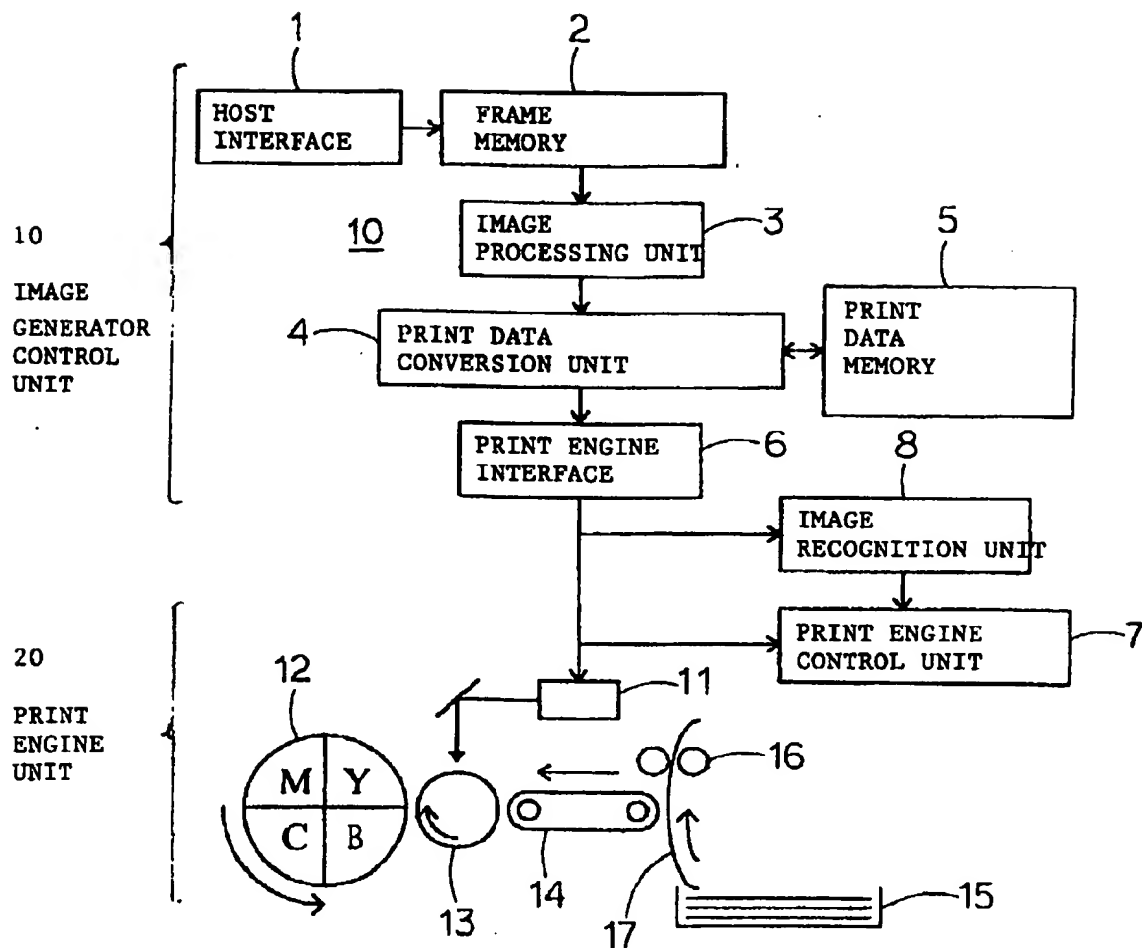 1
2
HOST
INTERFACE
FRAME
MEMORY
10
IMAGE
GENERATOR
CONTROL
UNIT
10
IMAGE
PROCESSING UNIT
3
5
4
PRINT DATA
CONVERSION UNIT
PRINT
DATA
MEMORY
PRINT ENGINE
INTERFACE
6
8
IMAGE
RECOGNITION UNIT
20
PRINT
ENGINE
UNIT
PRINT ENGINE
CONTROL UNIT
7
12
11
M Y
C B
16
13
14
17
15